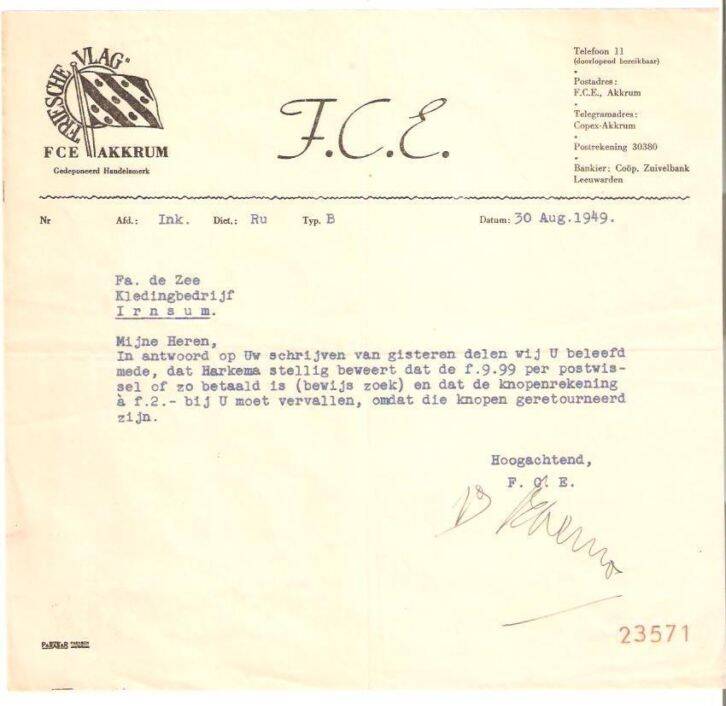 "FRIESCHE VLAG"
FCE AKKRUM
Gedeponeerd Handelsmerk
F.C.E.
Telefoon 11
(doorlopend bereikbaar)
Postadres:
F.C.E., Akkrum
Telegramadres:
Copex-Akkrum
Postrekening 30380
Bankier: Coöp. Zuivelbank
Leeuwarden
Nr Afd.: Ink. Dict.: Ru Typ. B Datum: 30 Aug.1949.
Fa. de Zee
Kledingbedrijf
Irnsum.
Mijne Heren,
In antwoord op Uw schrijven van gisteren delen wij U beleefd
mede, dat Harkema stellig beweert dat de f.9.99 per postwis-
sel of zo betaald is (bewijs zoek) en dat de knopenrekening
à f.2.- bij U moet vervallen, omdat die knopen geretourneerd
zijn.
Hoogachtend,
F. C. E.
23571